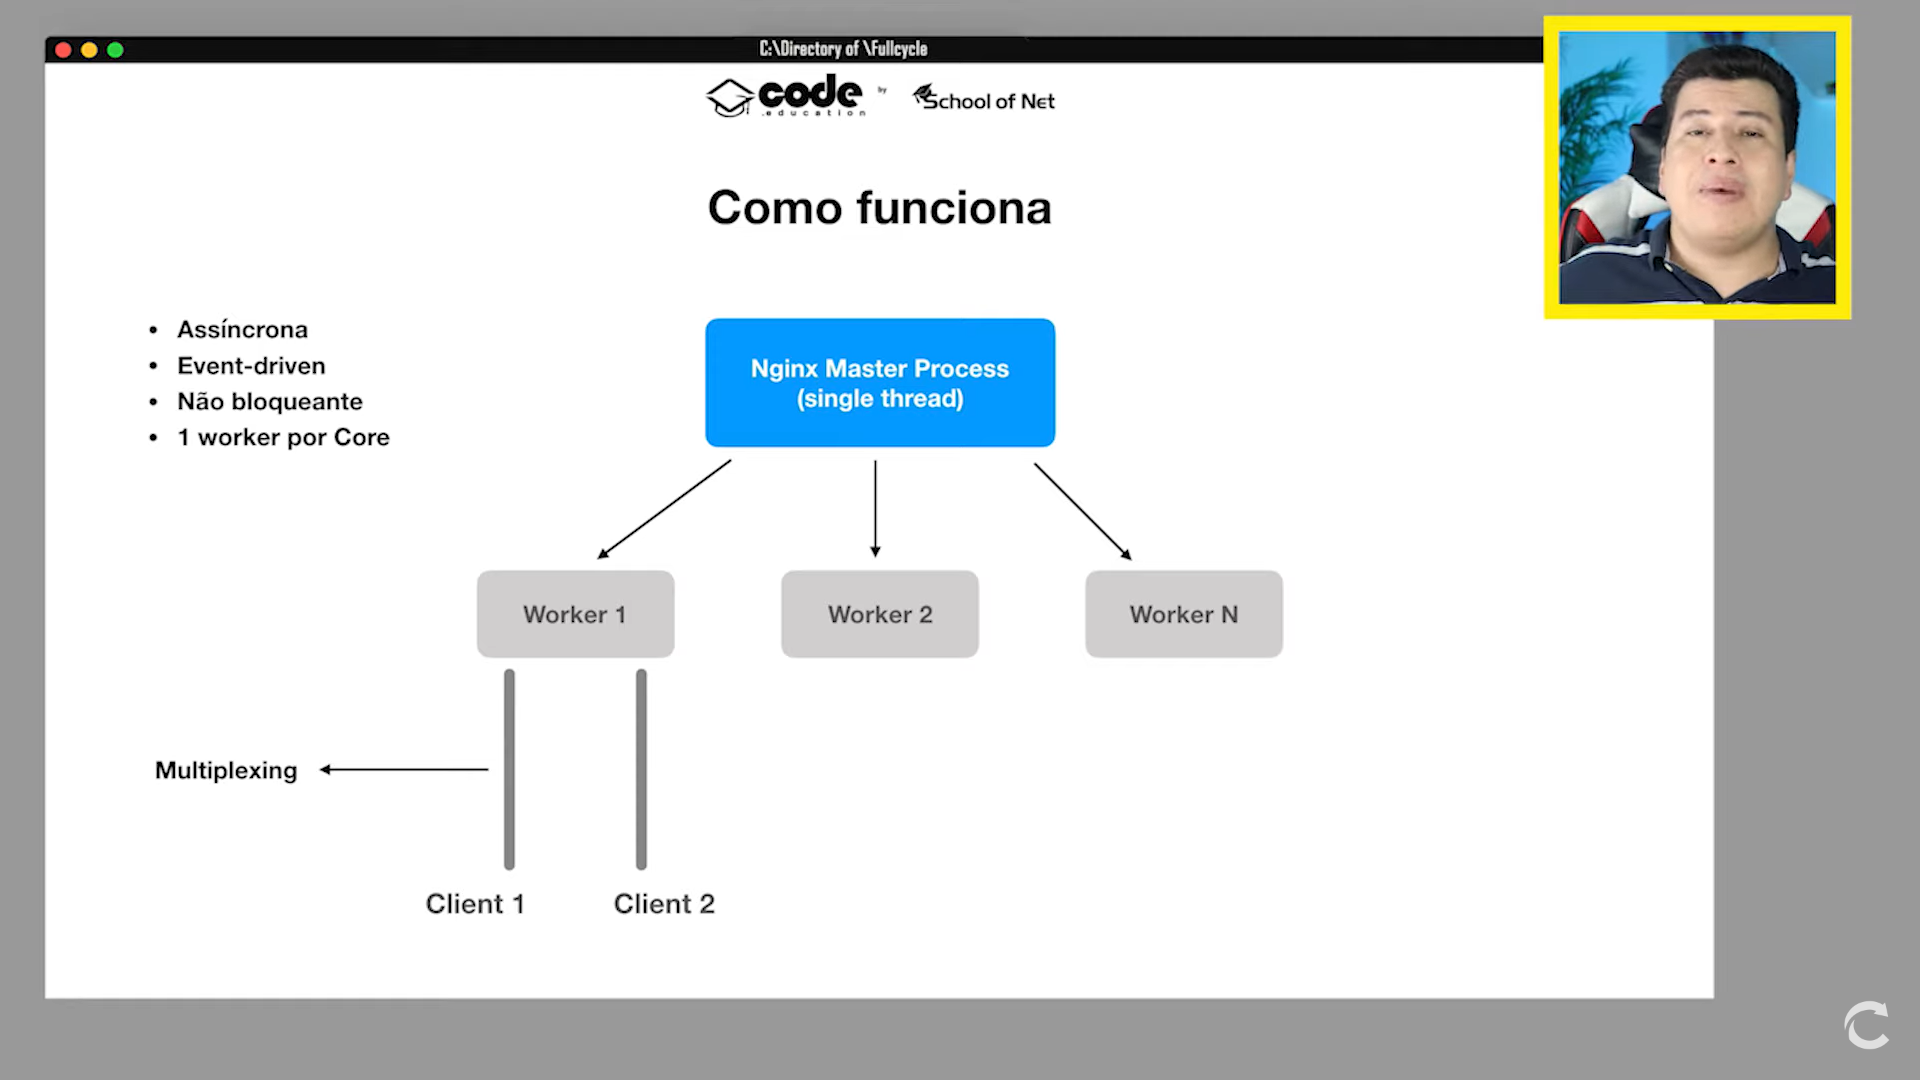 C:\Directory of \Fullcycle
code
.education
by
School of Net
Como funciona
• Assíncrona
• Event-driven
• Não bloqueante
• 1 worker por Core
Nginx Master Process
(single thread)
Worker 1
Worker 2
Worker N
Multiplexing
Client 1
Client 2